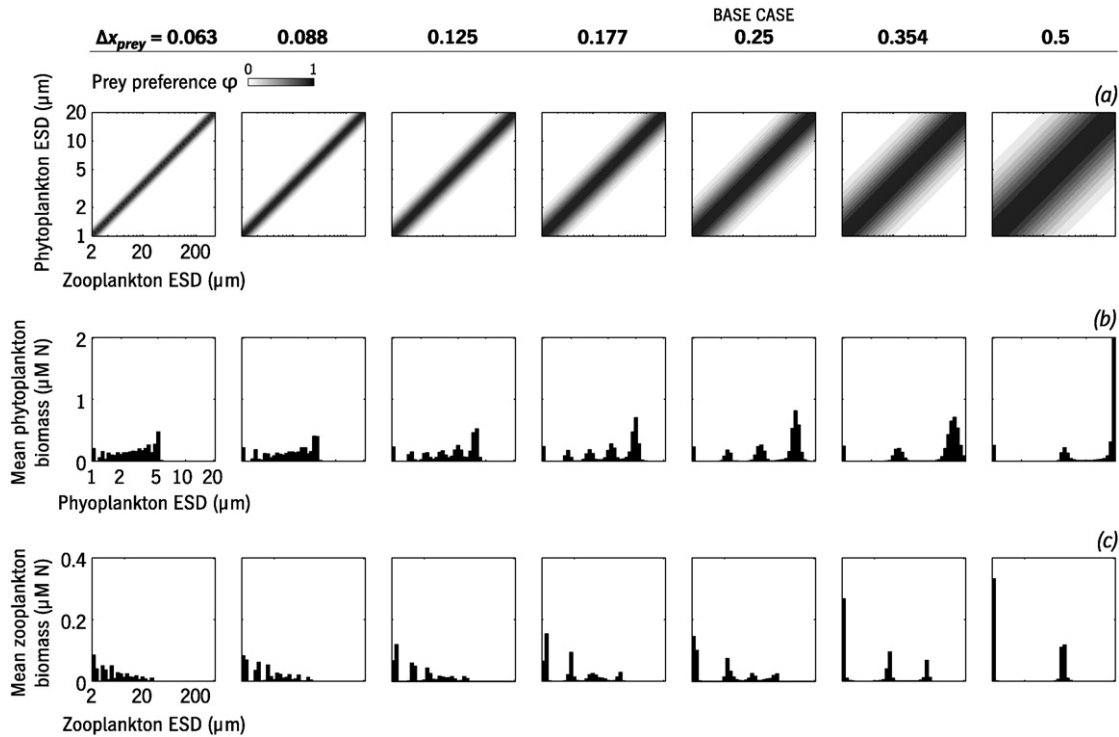 BASE CASE
Δx_prey = 0.063 0.088 0.125 0.177 0.25 0.354 0.5
Prey preference φ 0 1
(a)
Phytoplankton ESD (µm)
20
10
5
2
1
2 20 200
Zooplankton ESD (µm)
(b)
Mean phytoplankton
biomass (µM N)
2
1
0
1 2 5 10 20
Phyoplankton ESD (µm)
(c)
Mean zooplankton
biomass (µM N)
0.4
0.2
0
2 20 200
Zooplankton ESD (µm)